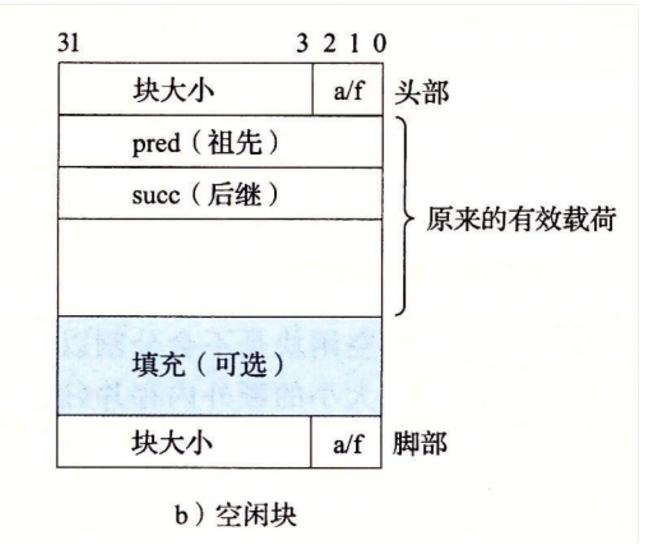 31 3 2 1 0
块大小 a/f 头部
pred（祖先）
succ（后继）
原来的有效载荷
填充（可选）
块大小 a/f 脚部
b）空闲块